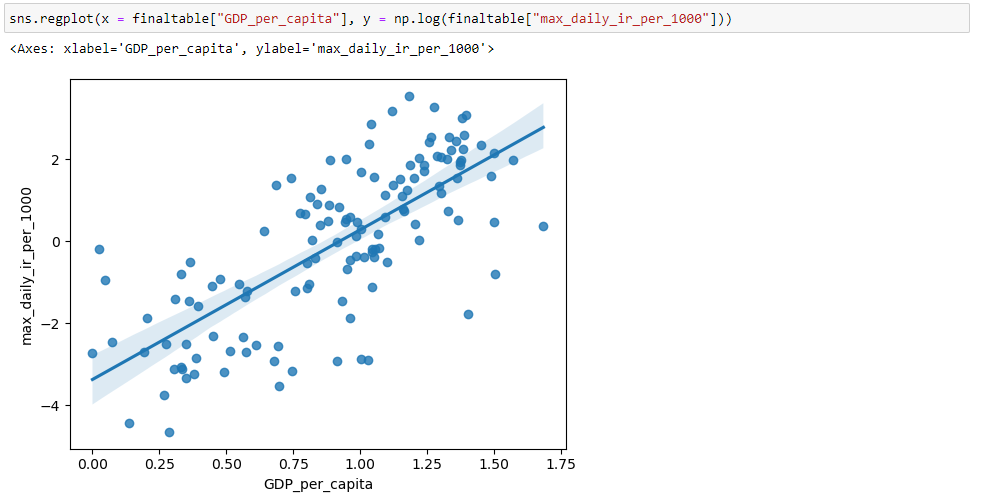 sns.regplot(x = finaltable["GDP_per_capita"], y = np.log(finaltable["max_daily_ir_per_1000"]))
<Axes: xlabel='GDP_per_capita', ylabel='max_daily_ir_per_1000'>
max_daily_ir_per_1000
2
0
−2
−4
0.00 0.25 0.50 0.75 1.00 1.25 1.50 1.75
GDP_per_capita